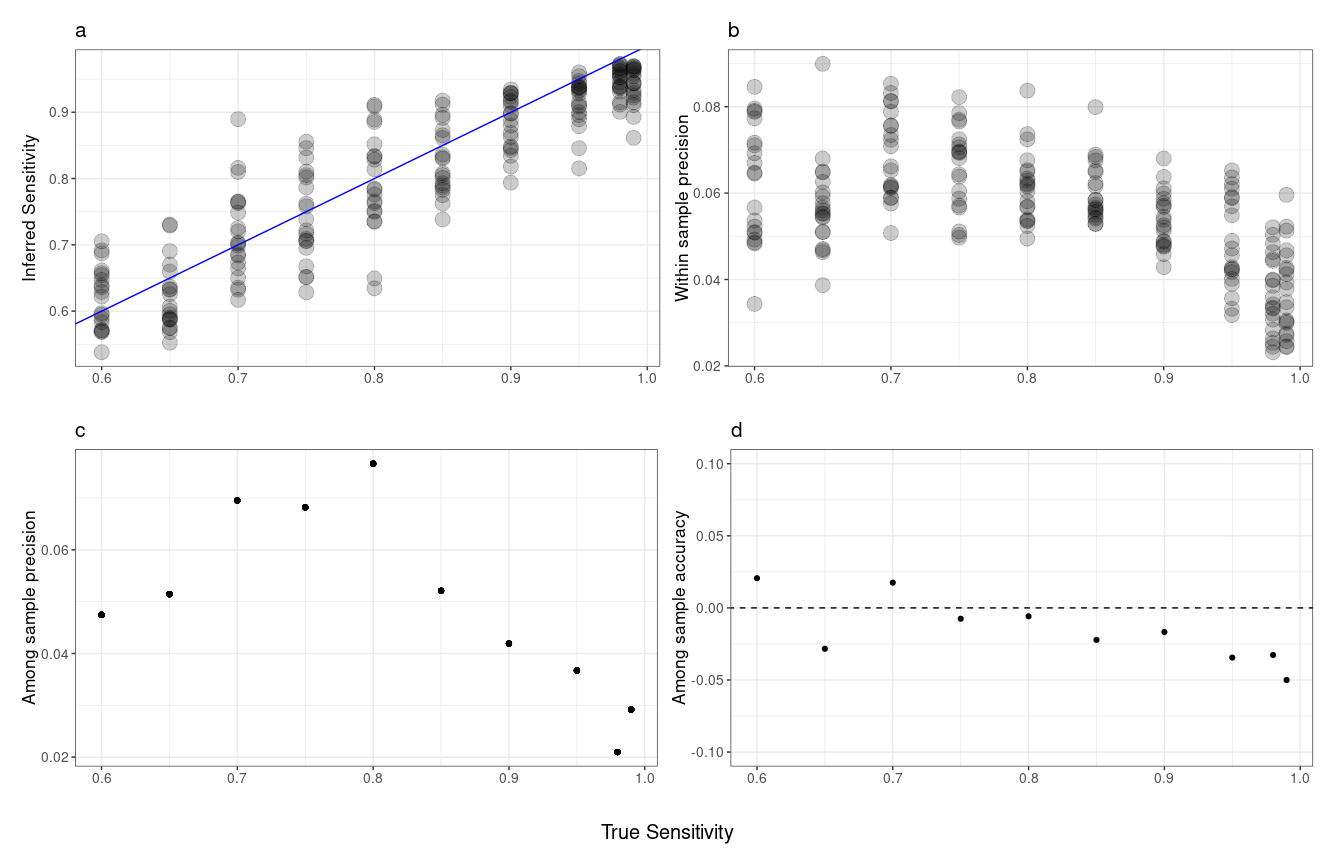 a
Inferred Sensitivity
0.9
0.8
0.7
0.6
0.6 0.7 0.8 0.9 1.0
b
Within sample precision
0.08
0.06
0.04
0.02
0.6 0.7 0.8 0.9 1.0
c
Among sample precision
0.06
0.04
0.02
0.6 0.7 0.8 0.9 1.0
d
Among sample accuracy
0.10
0.05
0.00
-0.05
-0.10
0.6 0.7 0.8 0.9 1.0
True Sensitivity